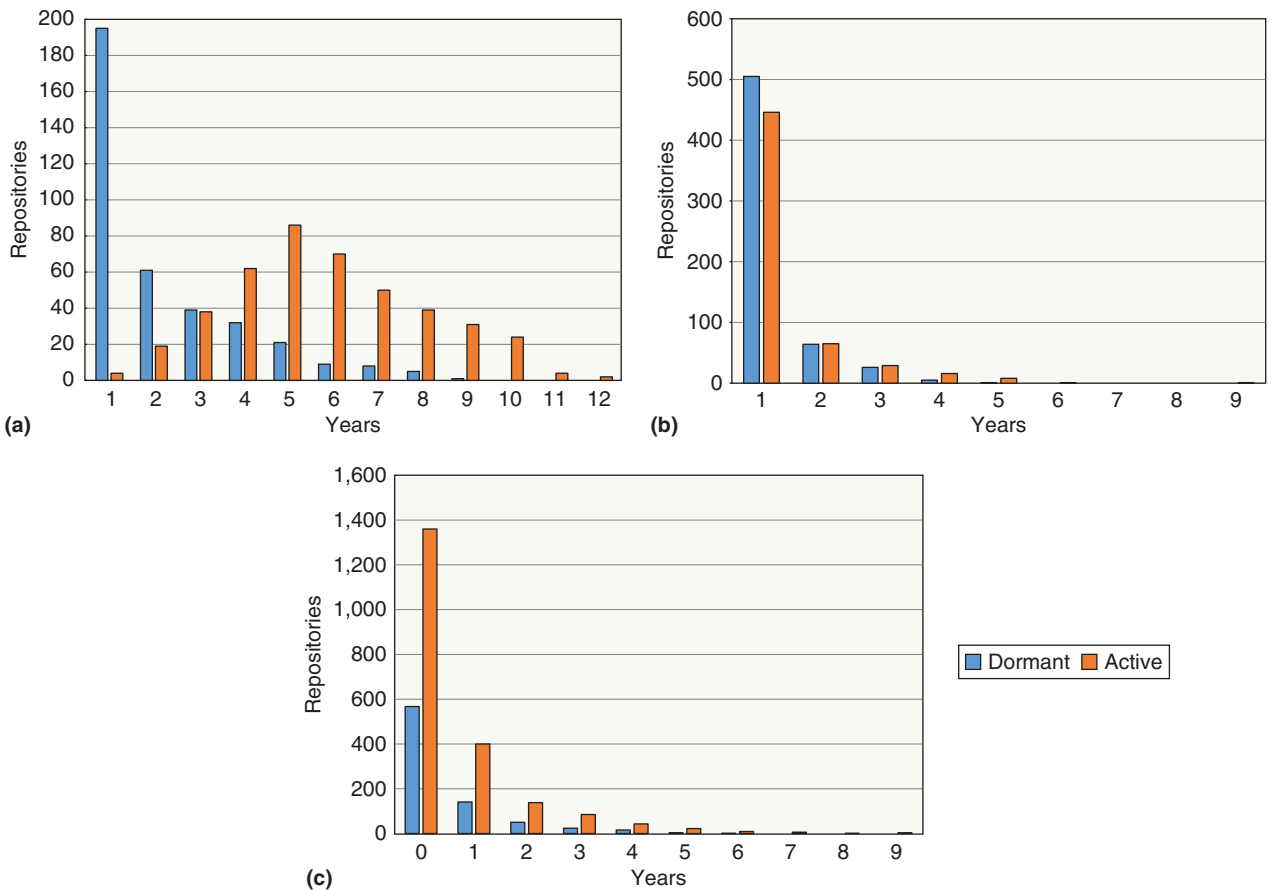 200
180
160
140
120
100
80
60
40
20
0
Repositories
1 2 3 4 5 6 7 8 9 10 11 12
Years
(a)
600
500
400
300
200
100
0
Repositories
1 2 3 4 5 6 7 8 9
Years
(b)
1,600
1,400
1,200
1,000
800
600
400
200
0
Repositories
0 1 2 3 4 5 6 7 8 9
Years
(c)
Dormant Active